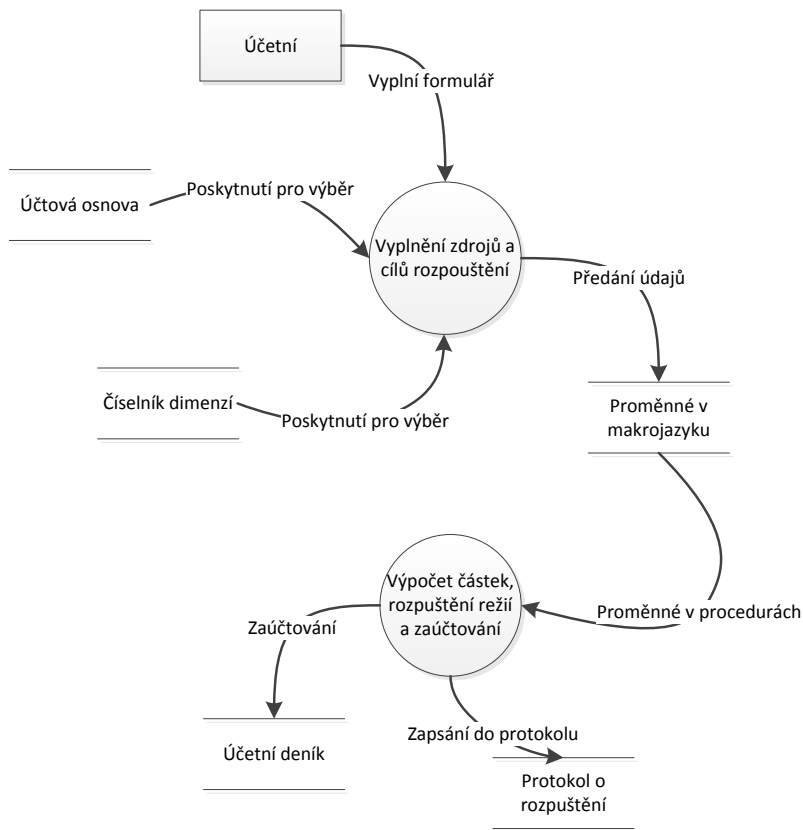 Účetní
Vyplní formulář
Účtová osnova
Poskytnutí pro výběr
Vyplnění zdrojů a
cílů rozpouštění
Předání údajů
Číselník dimenzí
Poskytnutí pro výběr
Proměnné v
makrojazyku
Výpočet částek,
rozpuštění režií
a zaúčtování
Proměnné v procedurách
Zaúčtování
Zapsání do protokolu
Účetní deník
Protokol o
rozpuštění